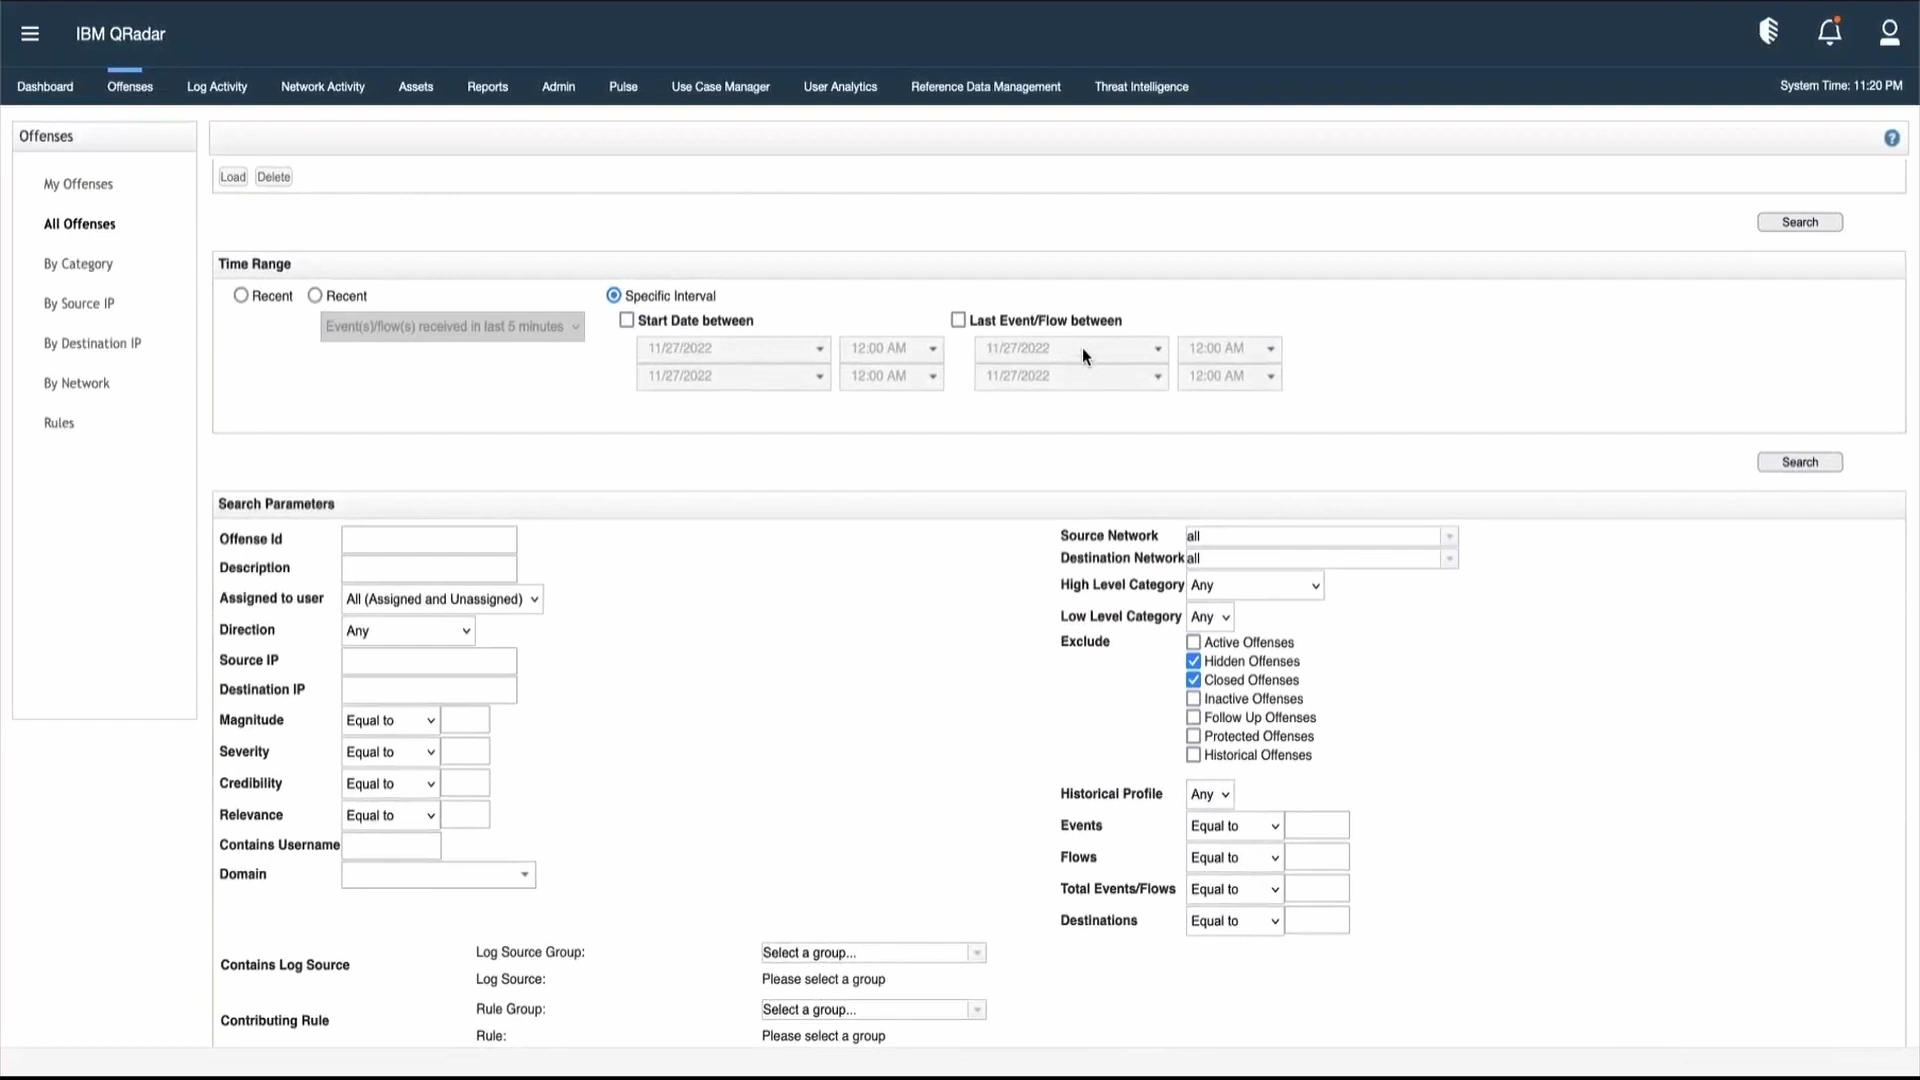 IBM QRadar
Dashboard Offenses Log Activity Network Activity Assets Reports Admin Pulse Use Case Manager User Analytics Reference Data Management Threat Intelligence System Time: 11:20 PM
Offenses
My Offenses
All Offenses
By Category
By Source IP
By Destination IP
By Network
Rules
?
Load Delete
Search
Time Range
Recent Recent Specific Interval
Event(s)/flow(s) received in last 5 minutes
Start Date between Last Event/Flow between
11/27/2022 12:00 AM 11/27/2022 12:00 AM
11/27/2022 12:00 AM 11/27/2022 12:00 AM
Search
Search Parameters
Offense Id
Description
Assigned to user All (Assigned and Unassigned)
Direction Any
Source IP
Destination IP
Magnitude Equal to
Severity Equal to
Credibility Equal to
Relevance Equal to
Contains Username
Domain
Source Network all
Destination Network all
High Level Category Any
Low Level Category Any
Exclude Active Offenses
Hidden Offenses
Closed Offenses
Inactive Offenses
Follow Up Offenses
Protected Offenses
Historical Offenses
Historical Profile Any
Events Equal to
Flows Equal to
Total Events/Flows Equal to
Destinations Equal to
Contains Log Source
Log Source Group: Select a group...
Log Source: Please select a group
Contributing Rule
Rule Group: Select a group...
Rule: Please select a group